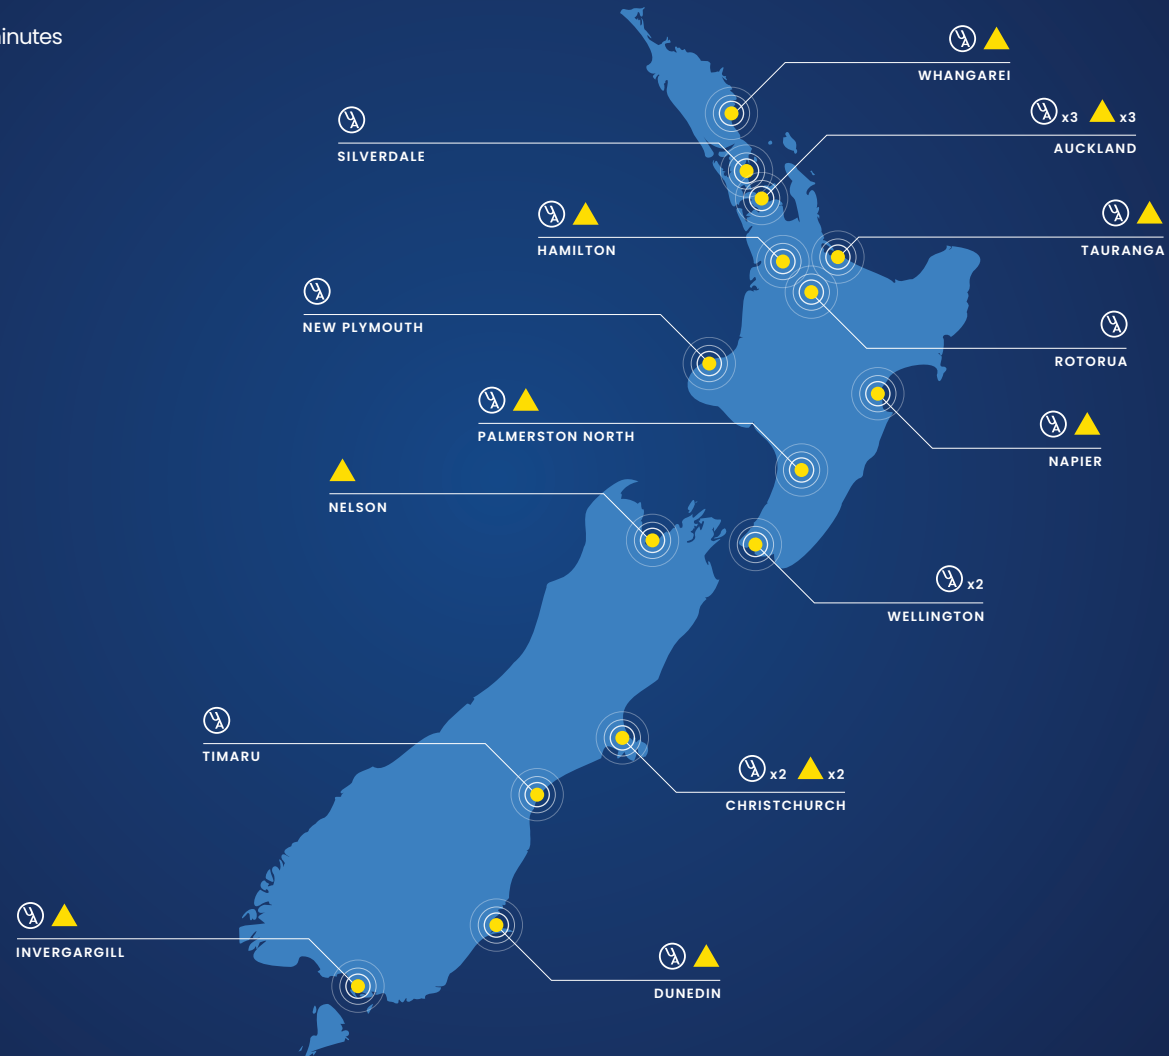 inutes
WHANGAREI
x3 x3
AUCKLAND
SILVERDALE
HAMILTON
TAURANGA
NEW PLYMOUTH
ROTORUA
PALMERSTON NORTH
NAPIER
NELSON
x2
WELLINGTON
TIMARU
x2 x2
CHRISTCHURCH
INVERGARGILL
DUNEDIN